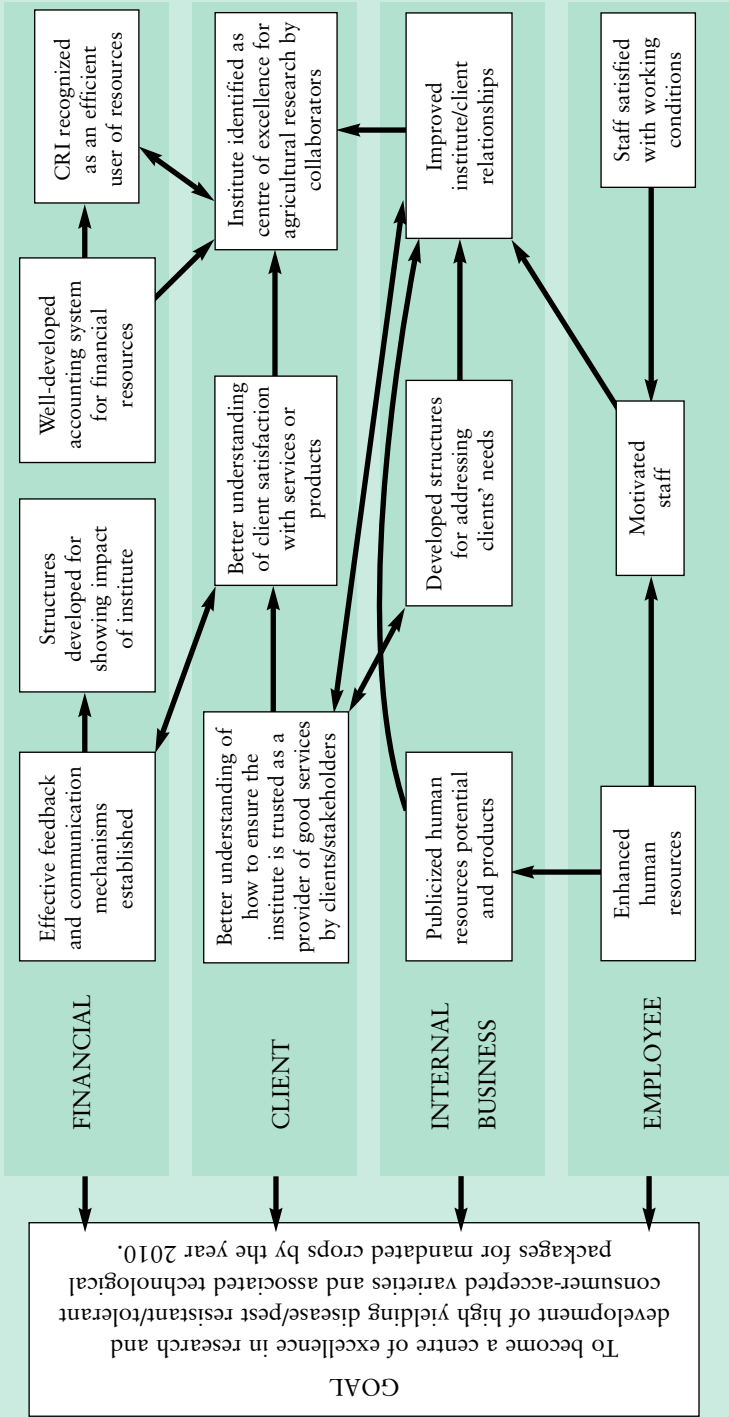 GOAL
To become a centre of excellence in research and
development of high yielding disease/pest resistant/tolerant
consumer-accepted varieties and associated technological
packages for mandated crops by the year 2010.
FINANCIAL
Effective feedback
and communication
mechanisms
established
Structures
developed for
showing impact
of institute
Well-developed
accounting system
for financial
resources
CRI recognized
as an efficient
user of resources
CLIENT
Better understanding of
how to ensure the
institute is trusted as a
provider of good services
by clients/stakeholders
Better understanding
of client satisfaction
with services or
products
Institute identified as
centre of excellence for
agricultural research by
collaborators
INTERNAL
BUSINESS
Publicized human
resources potential
and products
Developed structures
for addressing
clients' needs
Improved
institute/client
relationships
EMPLOYEE
Enhanced
human
resources
Motivated
staff
Staff satisfied
with working
conditions